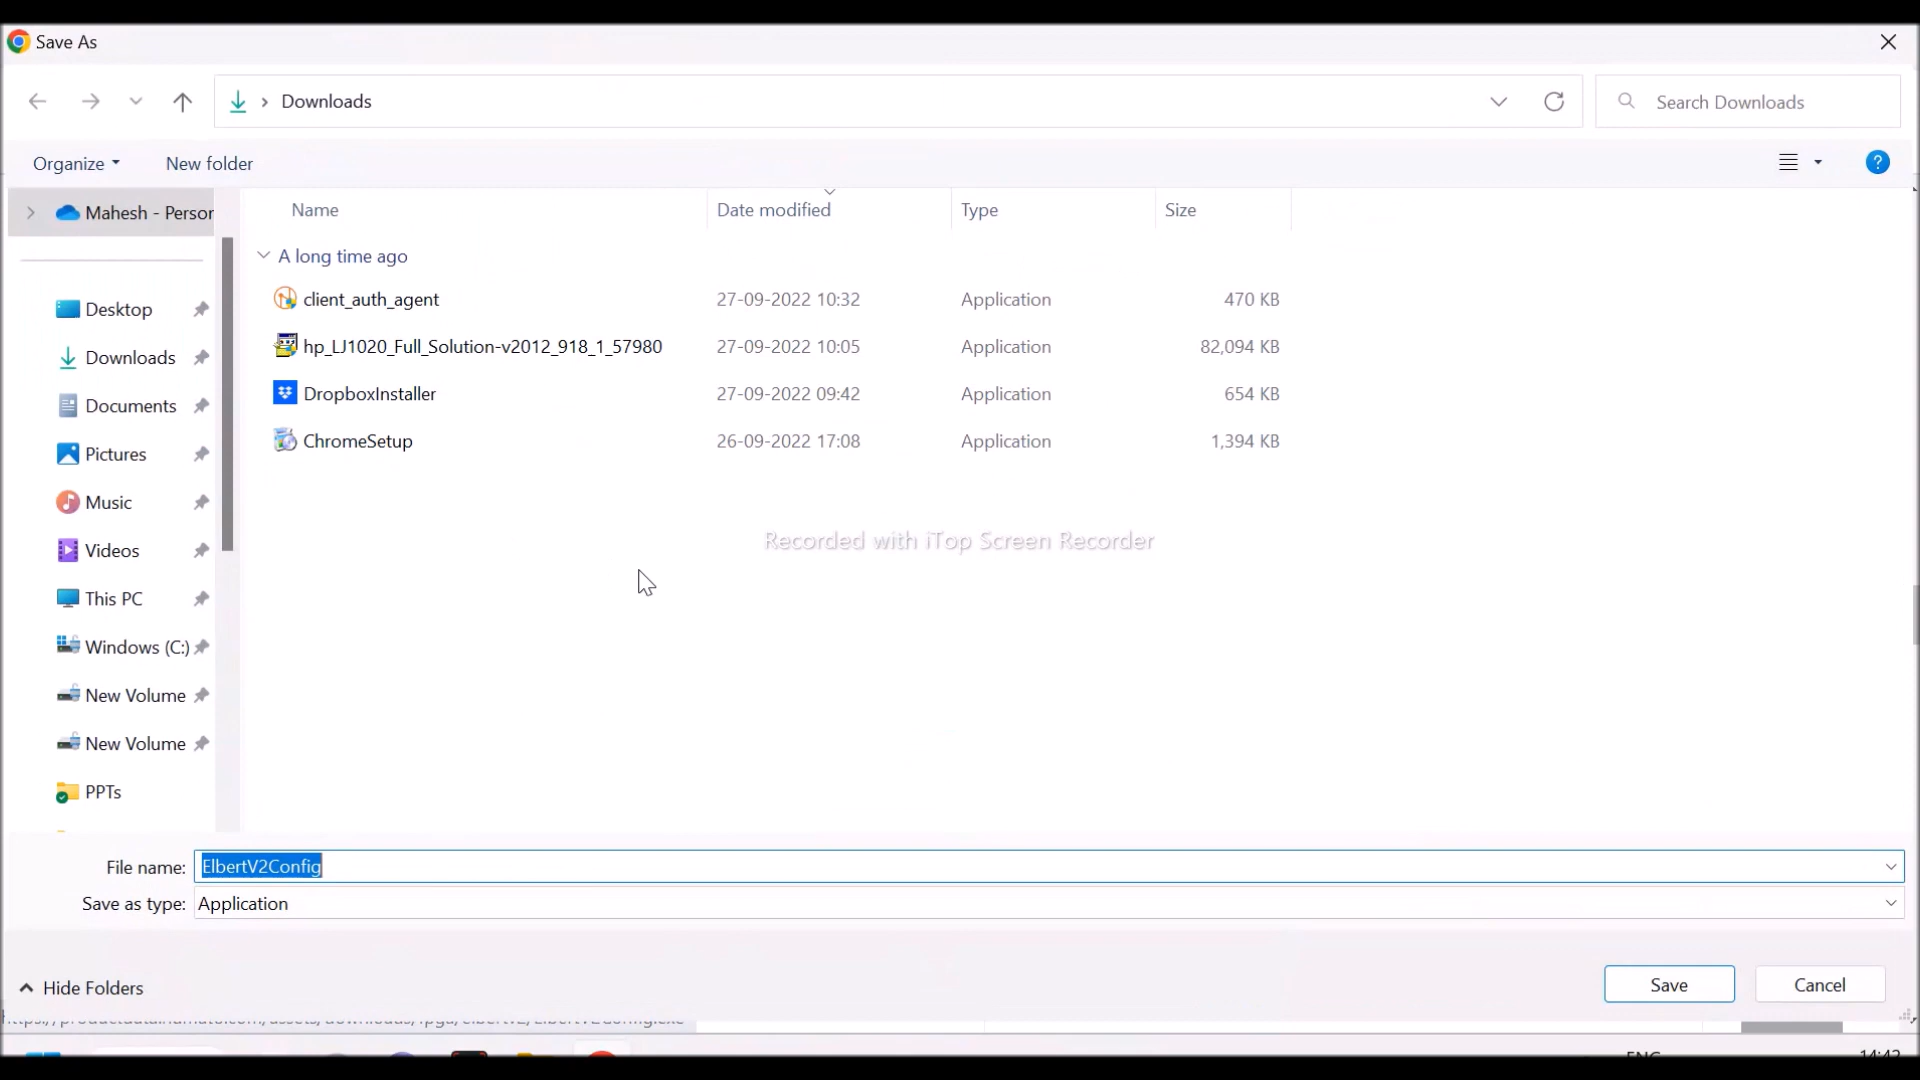 Save As
Downloads
Search Downloads
Organize
New folder
Mahesh - Person
Name
Date modified
Type
Size
A long time ago
client_auth_agent
27-09-2022 10:32
Application
470 KB
hp_LJ1020_Full_Solution-v2012_918_1_57980
27-09-2022 10:05
Application
82,094 KB
DropboxInstaller
27-09-2022 09:42
Application
654 KB
ChromeSetup
26-09-2022 17:08
Application
1,394 KB
Desktop
Downloads
Documents
Pictures
Music
Videos
This PC
Windows (C:)
New Volume
New Volume
PPTs
Recorded with iTop Screen Recorder
File name:
ElbertV2Config
Save as type:
Application
Hide Folders
Save
Cancel
ENG
14:42